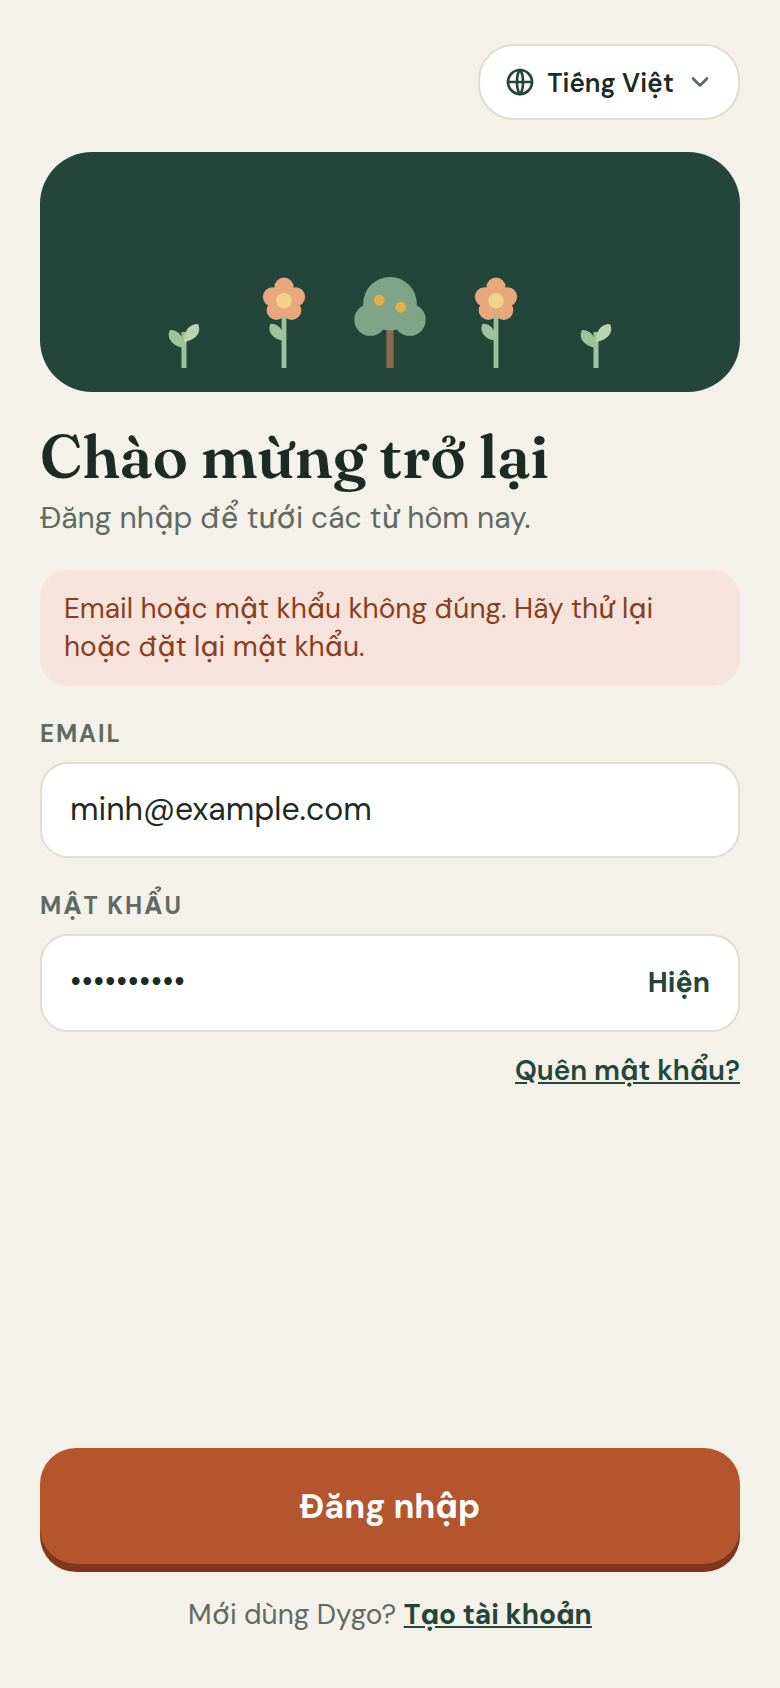 Tiếng Việt
Chào mừng trở lại
Đăng nhập để tưới các từ hôm nay.
Email hoặc mật khẩu không đúng. Hãy thử lại
hoặc đặt lại mật khẩu.
EMAIL
minh@example.com
MẬT KHẨU
••••••••••
Hiện
Quên mật khẩu?
Đăng nhập
Mới dùng Dygo? Tạo tài khoản